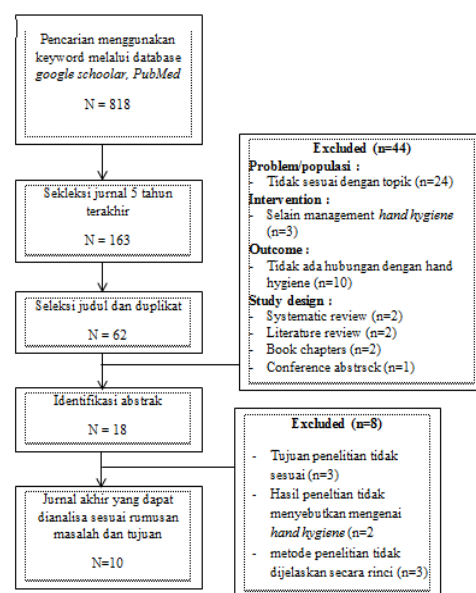 Pencarian menggunakan
keyword melalui database
google schoolar, PubMed
N = 818
Sekleksi jurnal 5 tahun
terakhir
N = 163
Seleksi judul dan duplikat
N = 62
Excluded (n=44)
Problem/populasi :
- Tidak sesuai dengan topik (n=24)
Intervention :
- Selain management hand hygiene
(n=3)
Outcome :
- Tidak ada hubungan dengan hand
hygiene (n=10)
Study design :
- Systematic review (n=2)
- Literature review (n=2)
- Book chapters (n=2)
- Conference abstrsck (n=1)
Identifikasi abstrak
N = 18
Excluded (n=8)
- Tujuan penelitian tidak
sesuai (n=3)
- Hasil peneltian tidak
menyebutkan mengenai
hand hygiene (n=2
- metode penelitian tidak
dijelaskan secara rinci (n=3)
Jurnal akhir yang dapat
dianalisa sesuai rumusan
masalah dan tujuan
N=10